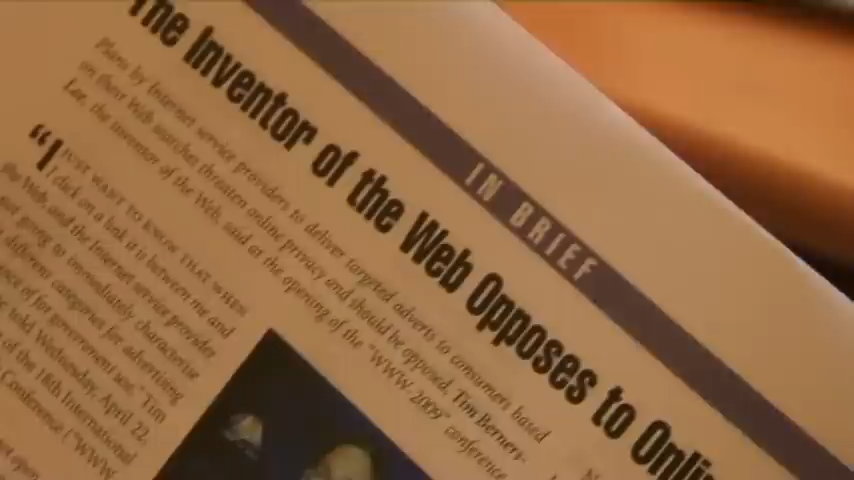 IN BRIEF
The Inventor of the Web Opposes to Onli
Plans by Internet service providers to deliver targeted adverts to consumers based
on their Web searches threaten online privacy and should be opposed, Tim Berners-
Lee, the inventor of the Web, said at the opening of the "WWW 2009" conference
"I JUST WANT TO KNOW THAT WHEN
I click on a link it is between me and
the Web and the Internet service provider
going to immediately characterise
different categories for advertising
of for government use," Tim
told Wednesday, April 22,
of the 18th International
Conference ("WWW